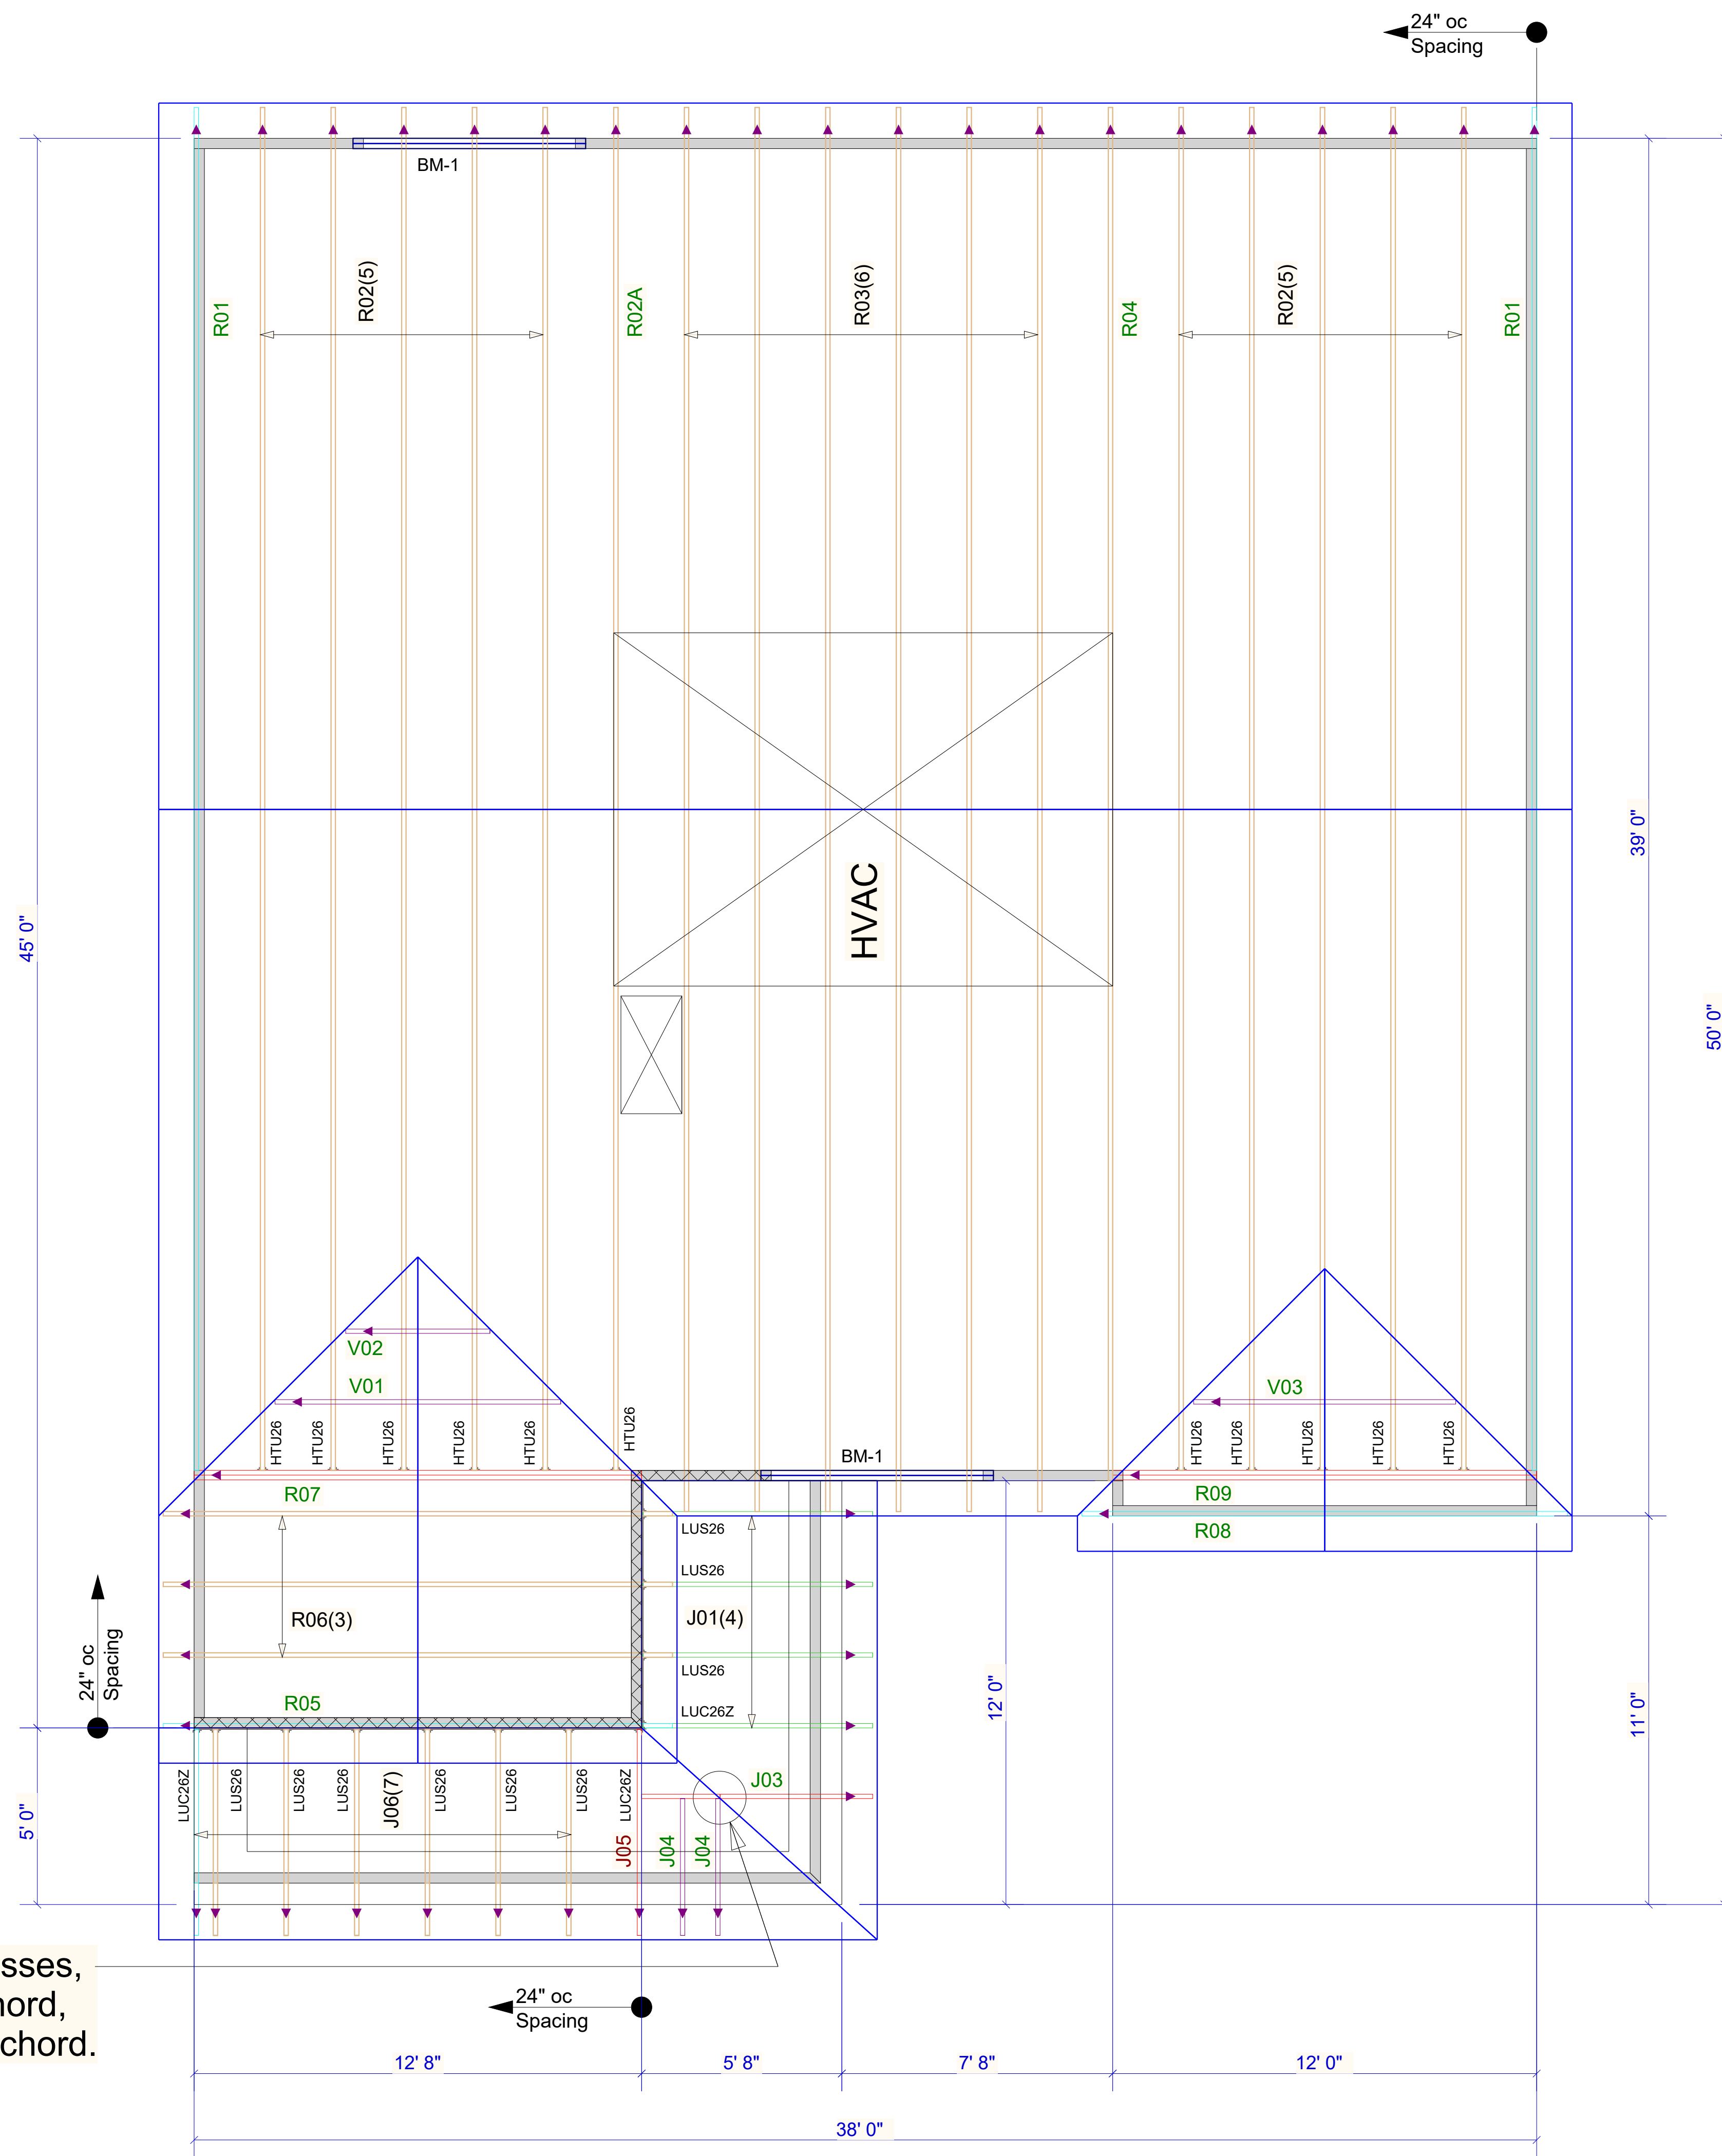 24" oc
Spacing
BM-1
R01
R02(5)
R02A
R03(6)
R04
R02(5)
R01
45' 0"
39' 0"
50' 0"
HVAC
V02
V01
V03
HTU26
HTU26
HTU26
HTU26
HTU26
HTU26
BM-1
HTU26
HTU26
HTU26
HTU26
HTU26
R07
R09
R08
LUS26
LUS26
R06(3)
J01(4)
LUS26
LUC26Z
R05
24" oc
Spacing
12' 0"
11' 0"
5' 0"
LUC26Z
LUS26
LUS26
LUS26
J06(7)
LUS26
LUS26
LUS26
LUC26Z
J05
J04
J04
J03
sses,
nord,
chord.
24" oc
Spacing
12' 8"
5' 8"
7' 8"
12' 0"
38' 0"